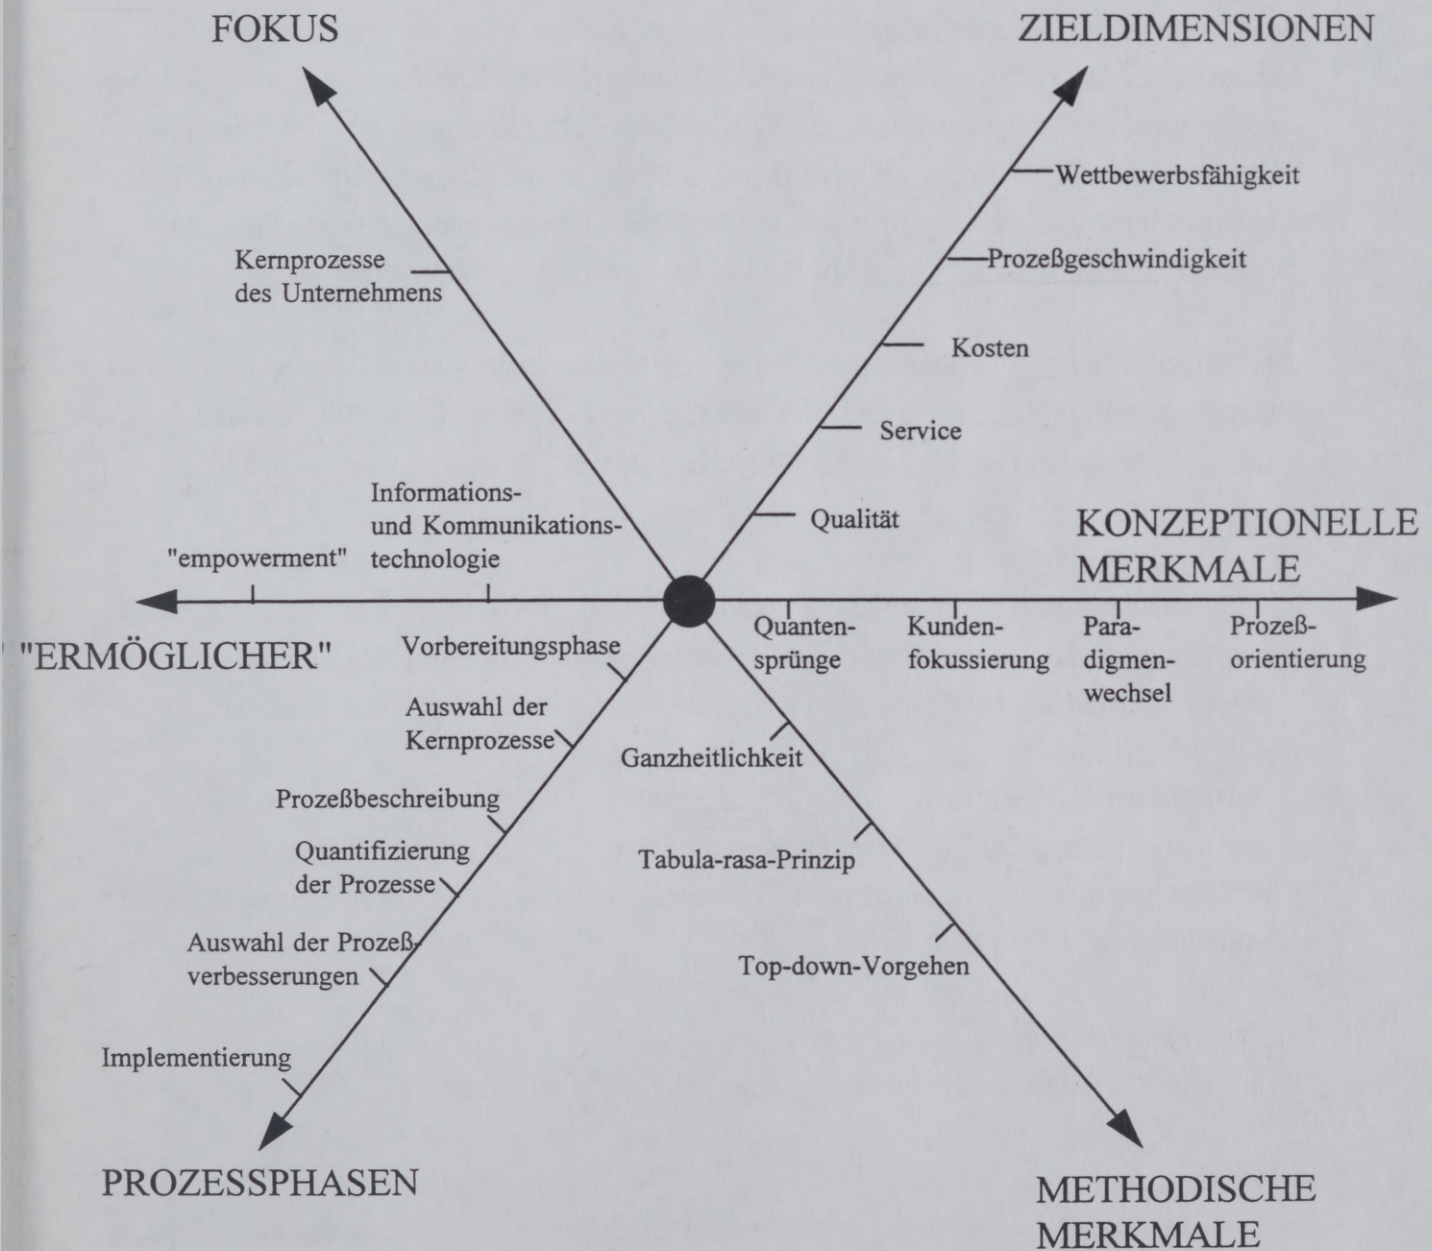 FOKUS
ZIELDIMENSIONEN
Wettbewerbsfähigkeit
Kernprozesse
des Unternehmens
Prozeßgeschwindigkeit
Kosten
Service
Informations-
und Kommunikations-
technologie
"empowerment"
Qualität
KONZEPTIONELLE
MERKMALE
"ERMÖGLICHER"
Quanten-
sprünge
Kunden-
fokussierung
Para-
digmen-
wechsel
Prozeß-
orientierung
Vorbereitungsphase
Auswahl der
Kernprozesse
Prozeßbeschreibung
Quantifizierung
der Prozesse
Auswahl der Prozeß-
verbesserungen
Implementierung
PROZESSPHASEN
Ganzheitlichkeit
Tabula-rasa-Prinzip
Top-down-Vorgehen
METHODISCHE
MERKMALE